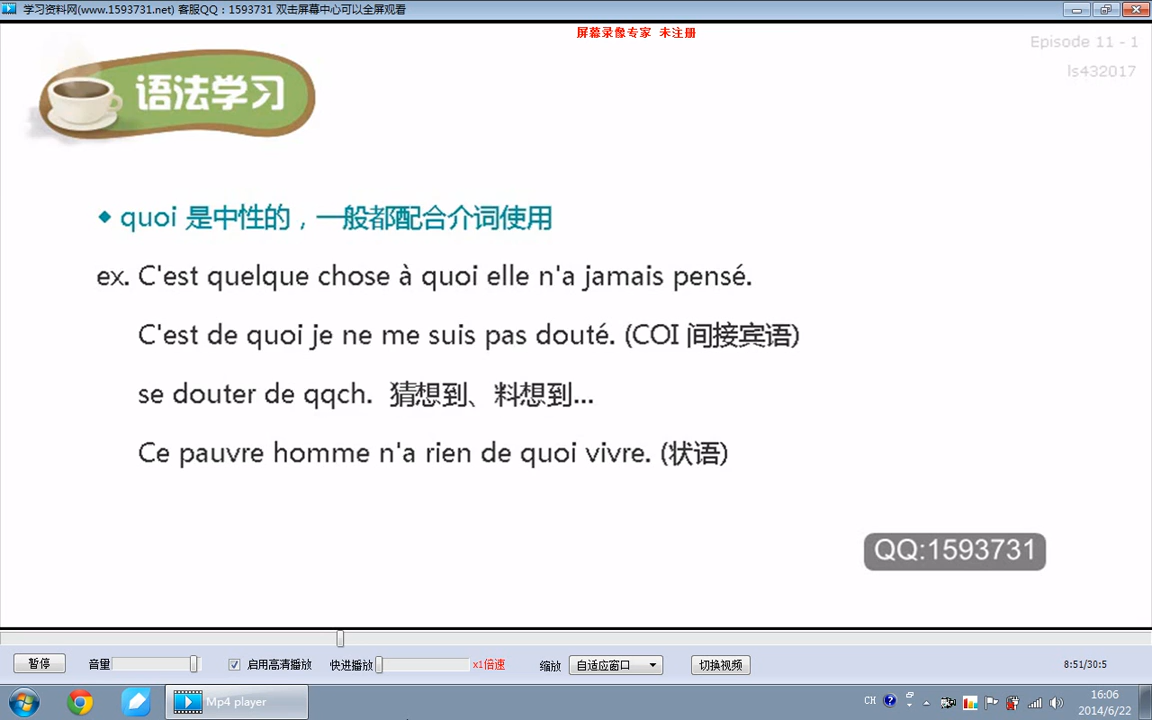 学习资料网(www.1593731.net) 客服QQ：1593731 双击屏幕中心可以全屏观看
屏幕录像专家 未注册
Episode 11 - 1
ls432017
语法学习
◆ quoi 是中性的，一般都配合介词使用
ex. C'est quelque chose à quoi elle n'a jamais pensé.
C'est de quoi je ne me suis pas douté. (COI 间接宾语)
se douter de qqch. 猜想到、料想到...
Ce pauvre homme n'a rien de quoi vivre. (状语)
QQ:1593731
暂停 音量 启用高清播放 快进播放 x1倍速 缩放 自适应窗口 切换视频 8:51/30:5
Mp4 player CH 16:06
2014/6/22